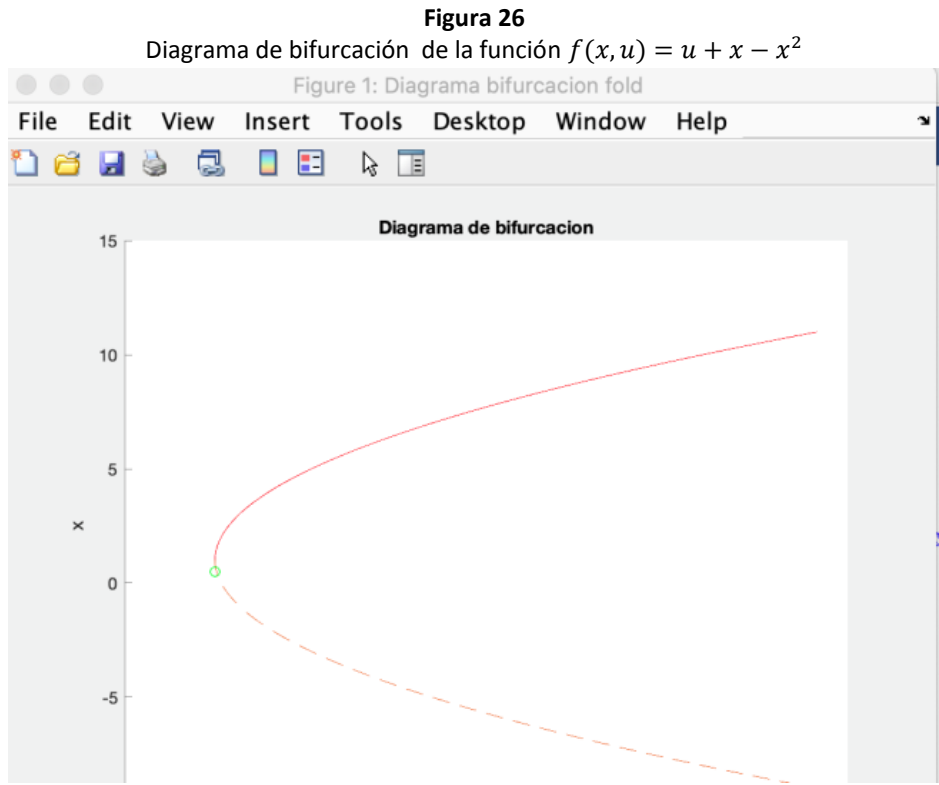 Figura 26
Diagrama de bifurcación de la función 𝑓(𝑥, 𝑢) = 𝑢 + 𝑥 − 𝑥²
Figure 1: Diagrama bifurcacion fold
File Edit View Insert Tools Desktop Window Help
Diagrama de bifurcacion
15
10
5
x
0
-5